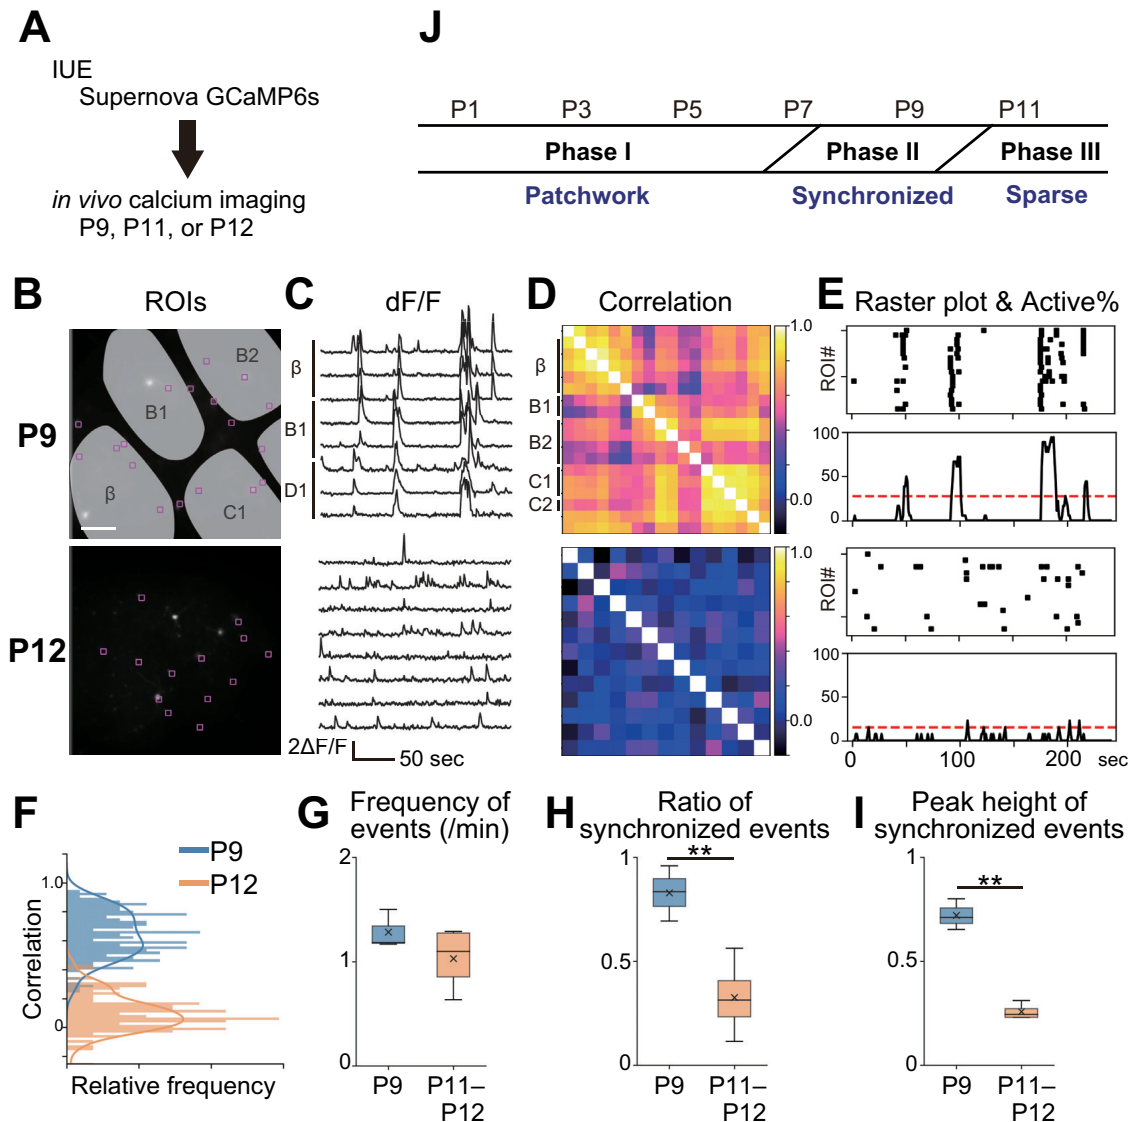 A
IUE
Supernova GCaMP6s
in vivo calcium imaging
P9, P11, or P12
J
P1 P3 P5 P7 P9 P11
Phase I Phase II Phase III
Patchwork Synchronized Sparse
B ROIs
P9
B2
B1
β
C1
P12
C dF/F
β
B1
D1
2ΔF/F
50 sec
D Correlation
β
B1
B2
C1
C2
1.0
0.0
1.0
0.0
E Raster plot & Active%
ROI#
100
50
0
ROI#
100
50
0
0 100 200 sec
F
P9
P12
1.0
0
Correlation
Relative frequency
G Frequency of
events (/min)
2
1
0
P9 P11–
P12
H Ratio of
synchronized events
**
1
0.5
0
P9 P11–
P12
I Peak height of
synchronized events
**
1
0.5
0
P9 P11–
P12